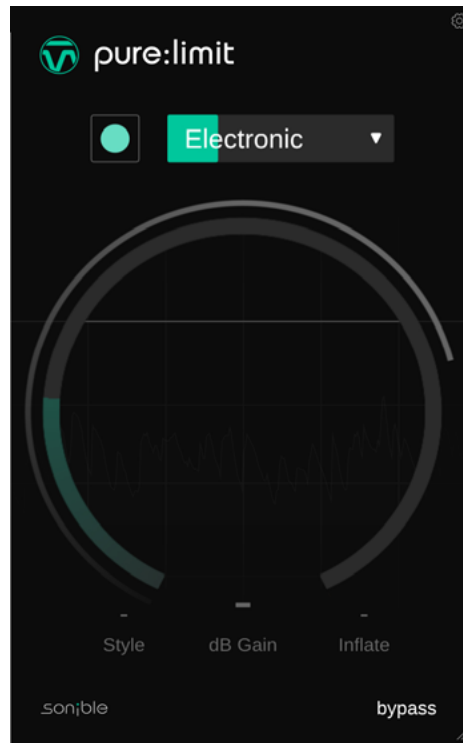 pure:limit
Electronic
- - -
Style dB Gain Inflate
sonible bypass